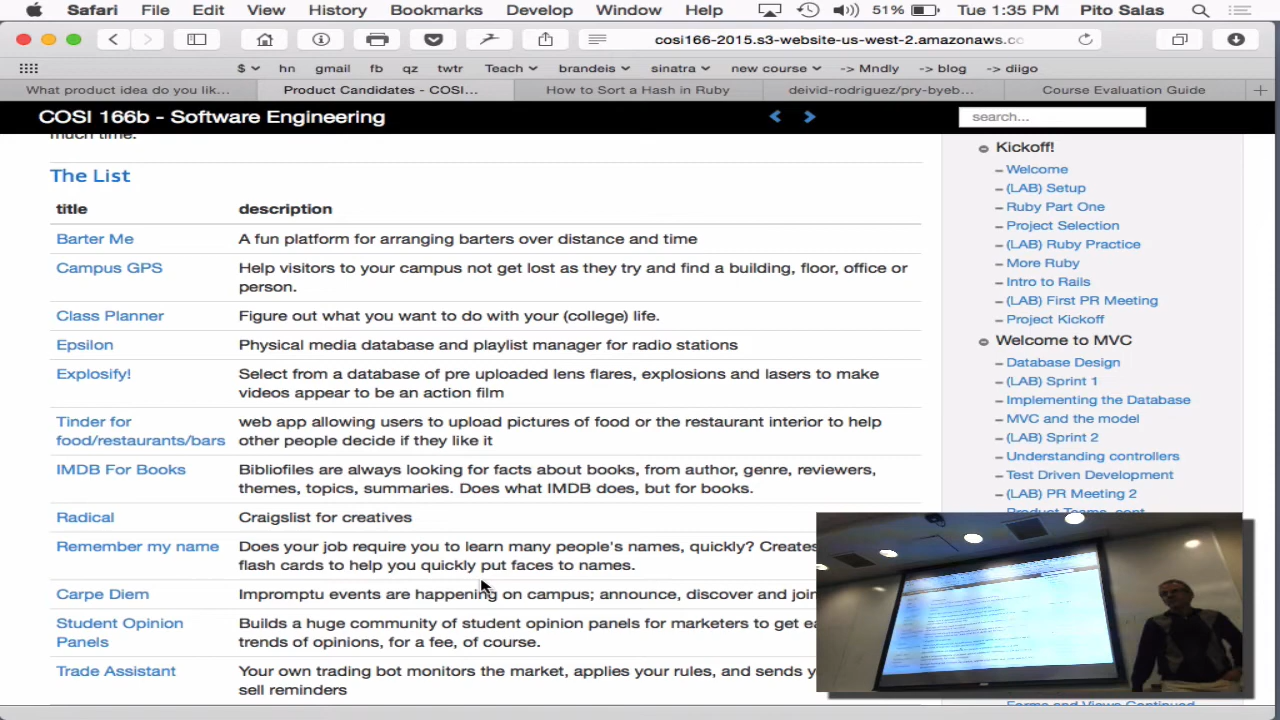 Safari File Edit View History Bookmarks Develop Window Help 51% Tue 1:35 PM Pito Salas
cosi166-2015.s3-website-us-west-2.amazonaws.cc
$ hn gmail fb qz twtr Teach brandeis sinatra new course -> Mndly -> blog -> diigo
What product idea do you lik... Product Candidates - COSI... How to Sort a Hash in Ruby deivid-rodriguez/pry-byeb... Course Evaluation Guide
COSI 166b - Software Engineering search...
much time.
The List
title description
Barter Me A fun platform for arranging barters over distance and time
Campus GPS Help visitors to your campus not get lost as they try and find a building, floor, office or
person.
Class Planner Figure out what you want to do with your (college) life.
Epsilon Physical media database and playlist manager for radio stations
Explosify! Select from a database of pre uploaded lens flares, explosions and lasers to make
videos appear to be an action film
Tinder for web app allowing users to upload pictures of food or the restaurant interior to help
food/restaurants/bars other people decide if they like it
IMDB For Books Bibliofiles are always looking for facts about books, from author, genre, reviewers,
themes, topics, summaries. Does what IMDB does, but for books.
Radical Craigslist for creatives
Remember my name Does your job require you to learn many people's names, quickly? Creates
flash cards to help you quickly put faces to names.
Carpe Diem Impromptu events are happening on campus; announce, discover and join
Student Opinion Builds a huge community of student opinion panels for marketers to get
Panels track of opinions, for a fee, of course.
Trade Assistant Your own trading bot monitors the market, applies your rules, and sends
sell reminders
Kickoff!
Welcome
(LAB) Setup
Ruby Part One
Project Selection
(LAB) Ruby Practice
More Ruby
Intro to Rails
(LAB) First PR Meeting
Project Kickoff
Welcome to MVC
Database Design
(LAB) Sprint 1
Implementing the Database
MVC and the model
(LAB) Sprint 2
Understanding controllers
Test Driven Development
(LAB) PR Meeting 2
Product Teams, cont
Forms and Views Continued